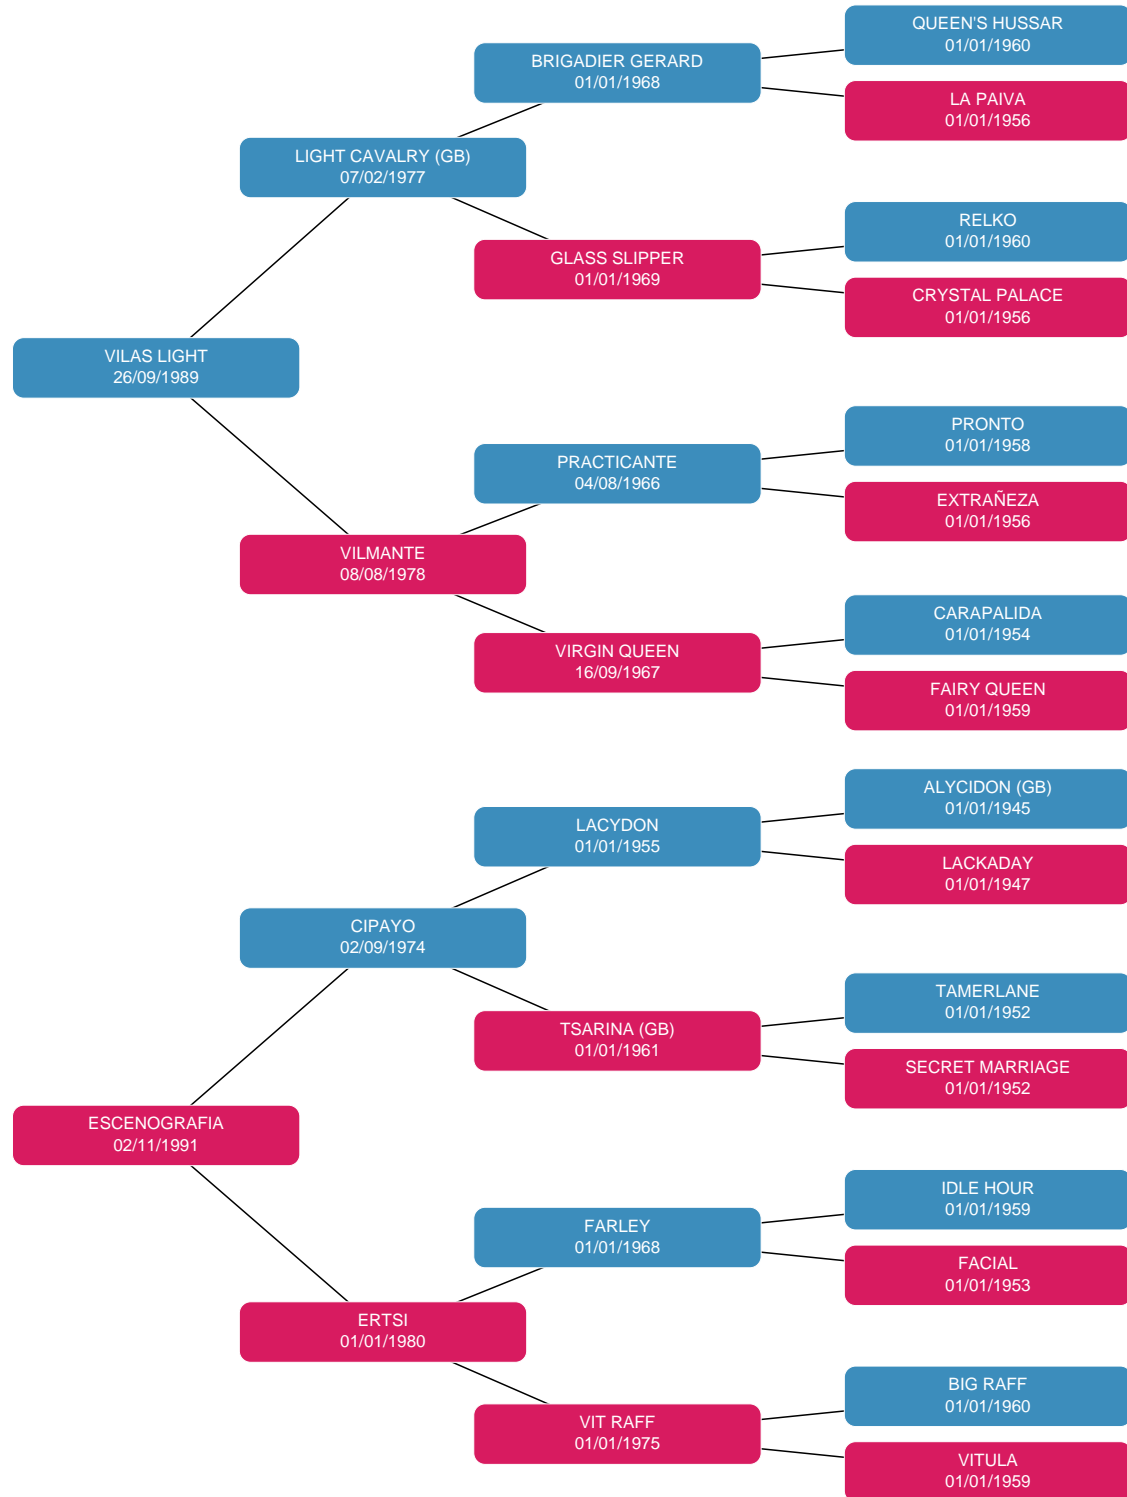 QUEEN'S HUSSAR
01/01/1960
BRIGADIER GERARD
01/01/1968
LA PAIVA
01/01/1956
LIGHT CAVALRY (GB)
07/02/1977
RELKO
01/01/1960
GLASS SLIPPER
01/01/1969
CRYSTAL PALACE
01/01/1956
VILAS LIGHT
26/09/1989
PRONTO
01/01/1958
PRACTICANTE
04/08/1966
EXTRAÑEZA
01/01/1956
VILMANTE
08/08/1978
CARAPALIDA
01/01/1954
VIRGIN QUEEN
16/09/1967
FAIRY QUEEN
01/01/1959
ALYCIDON (GB)
01/01/1945
LACYDON
01/01/1955
LACKADAY
01/01/1947
CIPAYO
02/09/1974
TAMERLANE
01/01/1952
TSARINA (GB)
01/01/1961
SECRET MARRIAGE
01/01/1952
ESCENOGRAFIA
02/11/1991
IDLE HOUR
01/01/1959
FARLEY
01/01/1968
FACIAL
01/01/1953
ERTSI
01/01/1980
BIG RAFF
01/01/1960
VIT RAFF
01/01/1975
VITULA
01/01/1959